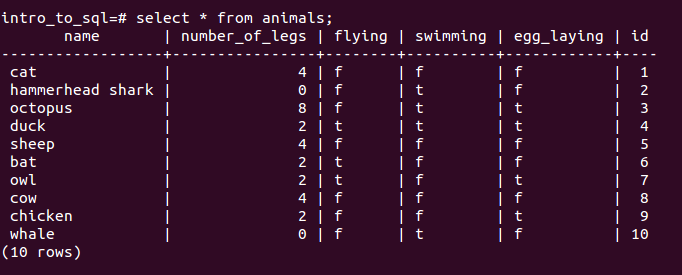 intro_to_sql=# select * from animals;
      name       | number_of_legs | flying | swimming | egg_laying | id
-----------------+----------------+--------+----------+------------+----
 cat             |              4 | f      | f        | f          |  1
 hammerhead shark |              0 | f      | t        | f          |  2
 octopus         |              8 | f      | t        | t          |  3
 duck            |              2 | t      | t        | t          |  4
 sheep           |              4 | f      | f        | f          |  5
 bat             |              2 | t      | f        | f          |  6
 owl             |              2 | t      | f        | t          |  7
 cow             |              4 | f      | f        | f          |  8
 chicken         |              2 | f      | f        | t          |  9
 whale           |              0 | f      | t        | f          | 10
(10 rows)